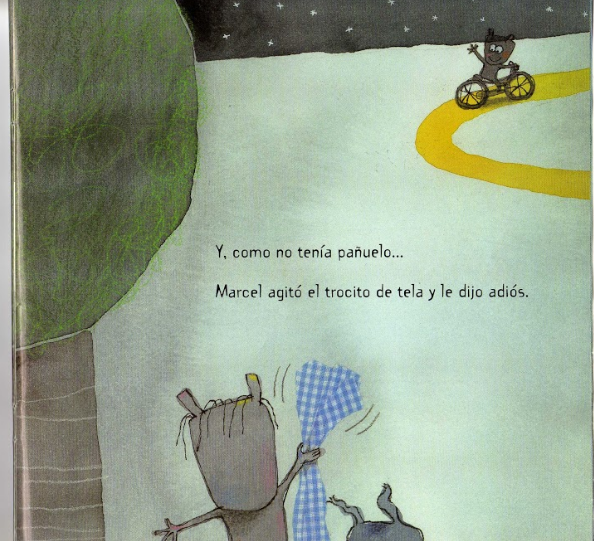 Y, como no tenía pañuelo...
Marcel agitó el trocito de tela y le dijo adiós.